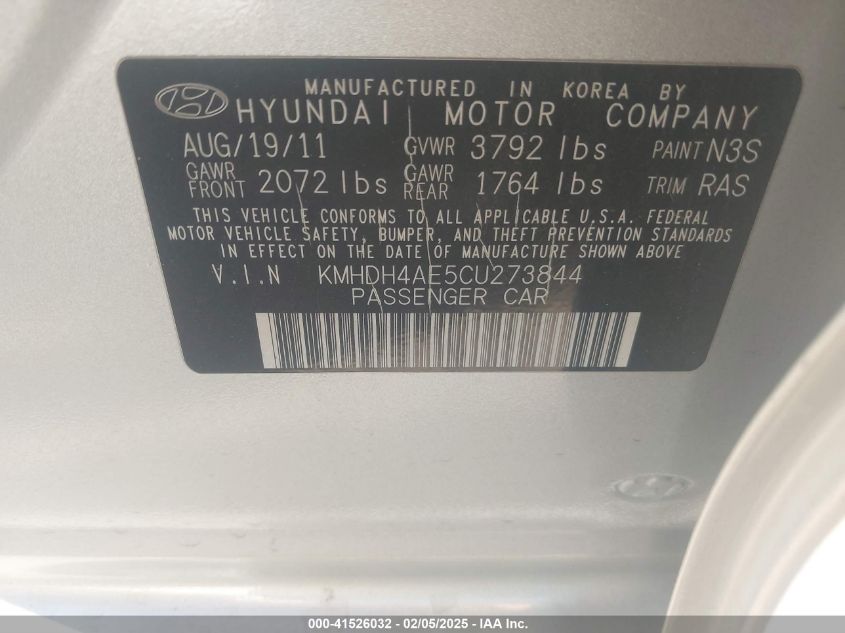 MANUFACTURED IN KOREA BY
HYUNDAI MOTOR COMPANY
AUG/19/11 GVWR 3792 lbs PAINT N3S
GAWR FRONT 2072 lbs GAWR REAR 1764 lbs TRIM RAS
THIS VEHICLE CONFORMS TO ALL APPLICABLE U.S.A. FEDERAL
MOTOR VEHICLE SAFETY, BUMPER, AND THEFT PREVENTION STANDARDS
IN EFFECT ON THE DATE OF MANUFACTURE SHOWN ABOVE
V.I.N KMHDH4AE5CU273844
PASSENGER CAR
000-41526032 - 02/05/2025 - IAA Inc.